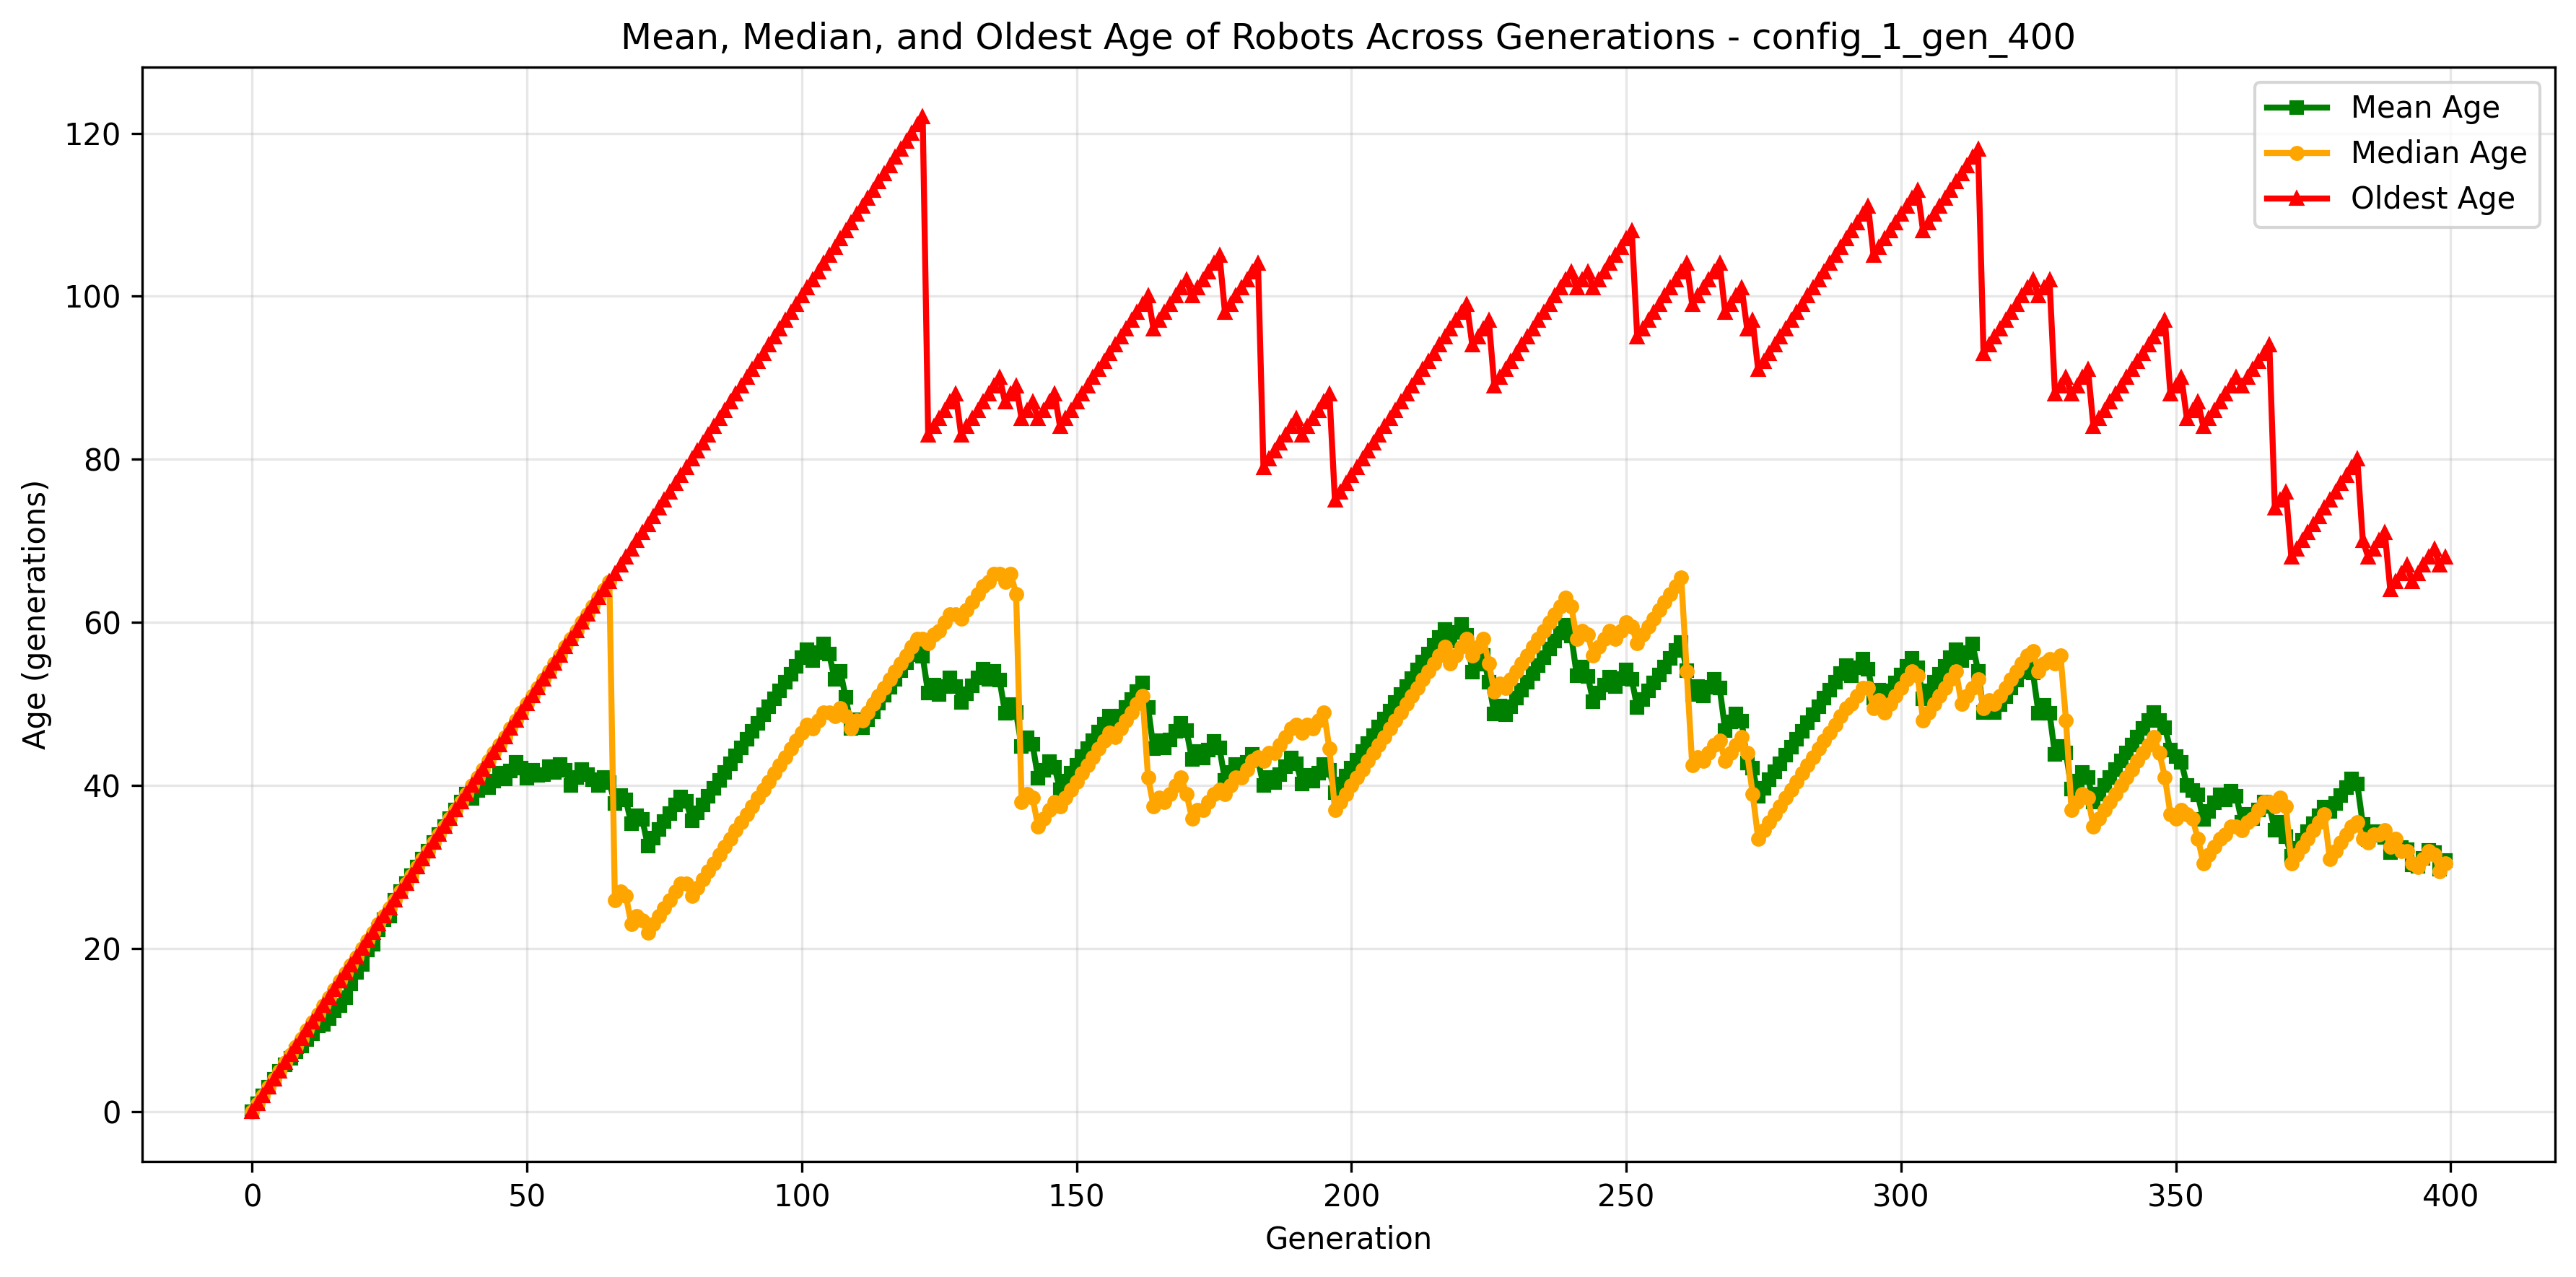 Mean, Median, and Oldest Age of Robots Across Generations - config_1_gen_400
Mean Age
Median Age
Oldest Age
Age (generations)
120
100
80
60
40
20
0
0 50 100 150 200 250 300 350 400
Generation